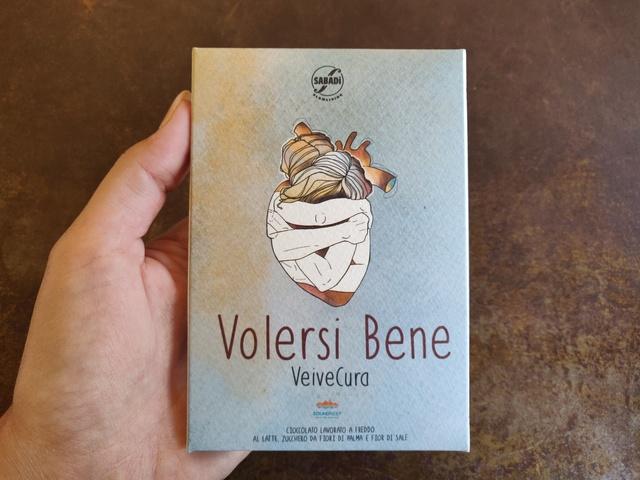 SABADÌ
Volersi Bene
VeiveCura
CIOCCOLATO LAVORATO A FREDDO
AL LATTE, ZUCCHERO DA FIORI DI PALMA E FIOR DI SALE